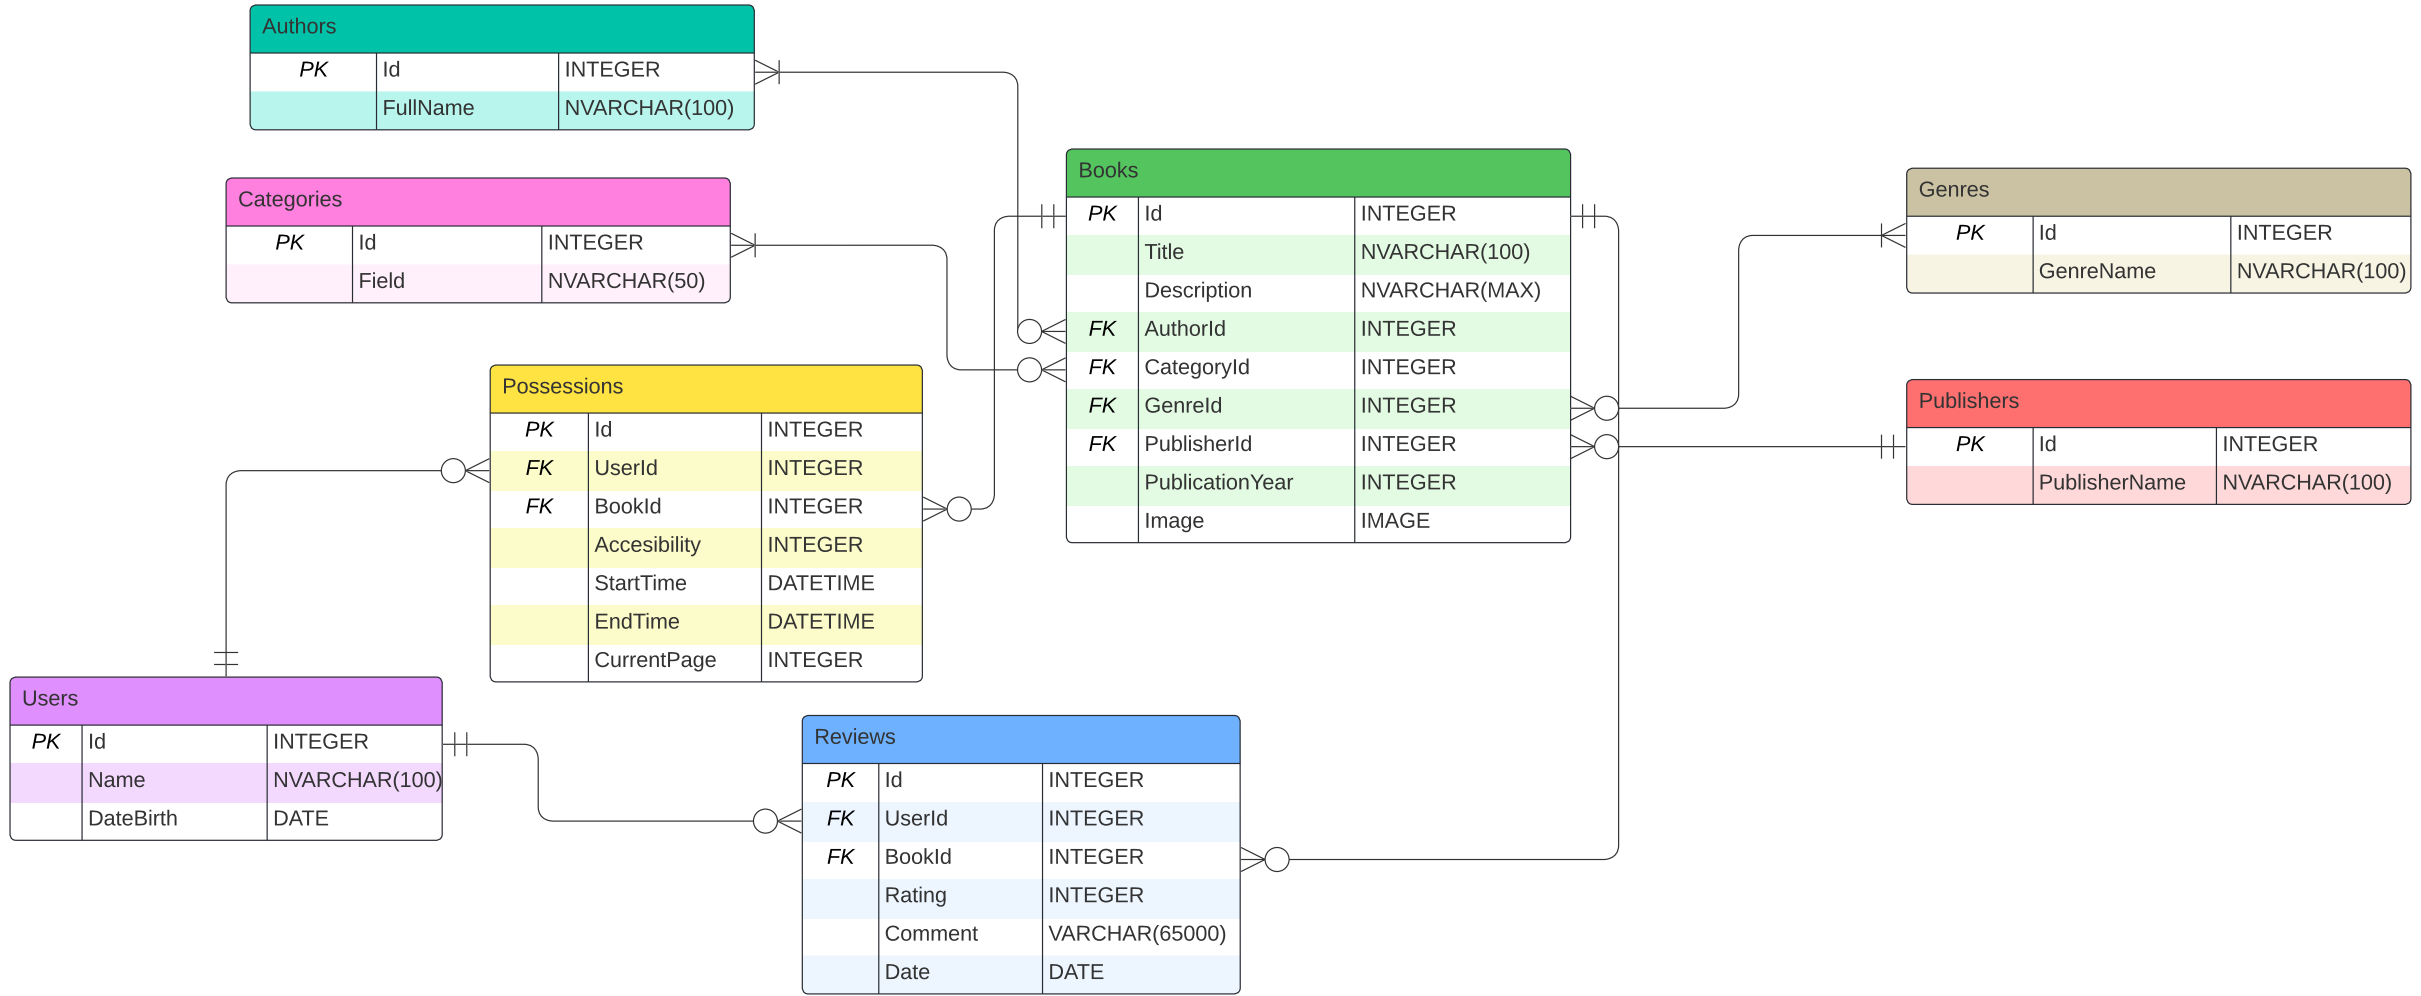 Authors
PK Id INTEGER
FullName NVARCHAR(100)
Categories
PK Id INTEGER
Field NVARCHAR(50)
Possessions
PK Id INTEGER
FK UserId INTEGER
FK BookId INTEGER
Accesibility INTEGER
StartTime DATETIME
EndTime DATETIME
CurrentPage INTEGER
Users
PK Id INTEGER
Name NVARCHAR(100)
DateBirth DATE
Reviews
PK Id INTEGER
FK UserId INTEGER
FK BookId INTEGER
Rating INTEGER
Comment VARCHAR(65000)
Date DATE
Books
PK Id INTEGER
Title NVARCHAR(100)
Description NVARCHAR(MAX)
FK AuthorId INTEGER
FK CategoryId INTEGER
FK GenreId INTEGER
FK PublisherId INTEGER
PublicationYear INTEGER
Image IMAGE
Genres
PK Id INTEGER
GenreName NVARCHAR(100)
Publishers
PK Id INTEGER
PublisherName NVARCHAR(100)